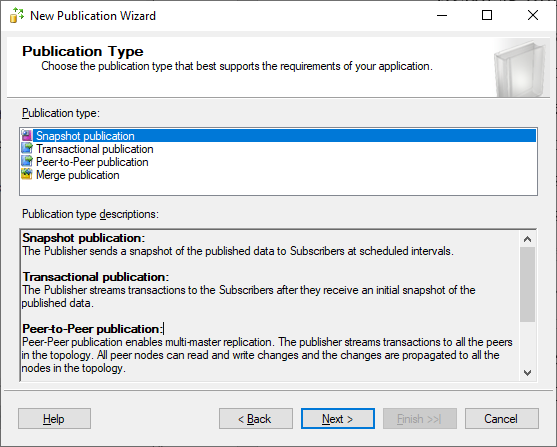 New Publication Wizard
Publication Type
Choose the publication type that best supports the requirements of your application.
Publication type:
Snapshot publication
Transactional publication
Peer-to-Peer publication
Merge publication
Publication type descriptions:
Snapshot publication:
The Publisher sends a snapshot of the published data to Subscribers at scheduled intervals.
Transactional publication:
The Publisher streams transactions to the Subscribers after they receive an initial snapshot of the
published data.
Peer-to-Peer publication:
Peer-Peer publication enables multi-master replication. The publisher streams transactions to all the peers
in the topology. All peer nodes can read and write changes and the changes are propagated to all the
nodes in the topology.
Help
< Back
Next >
Finish >>|
Cancel